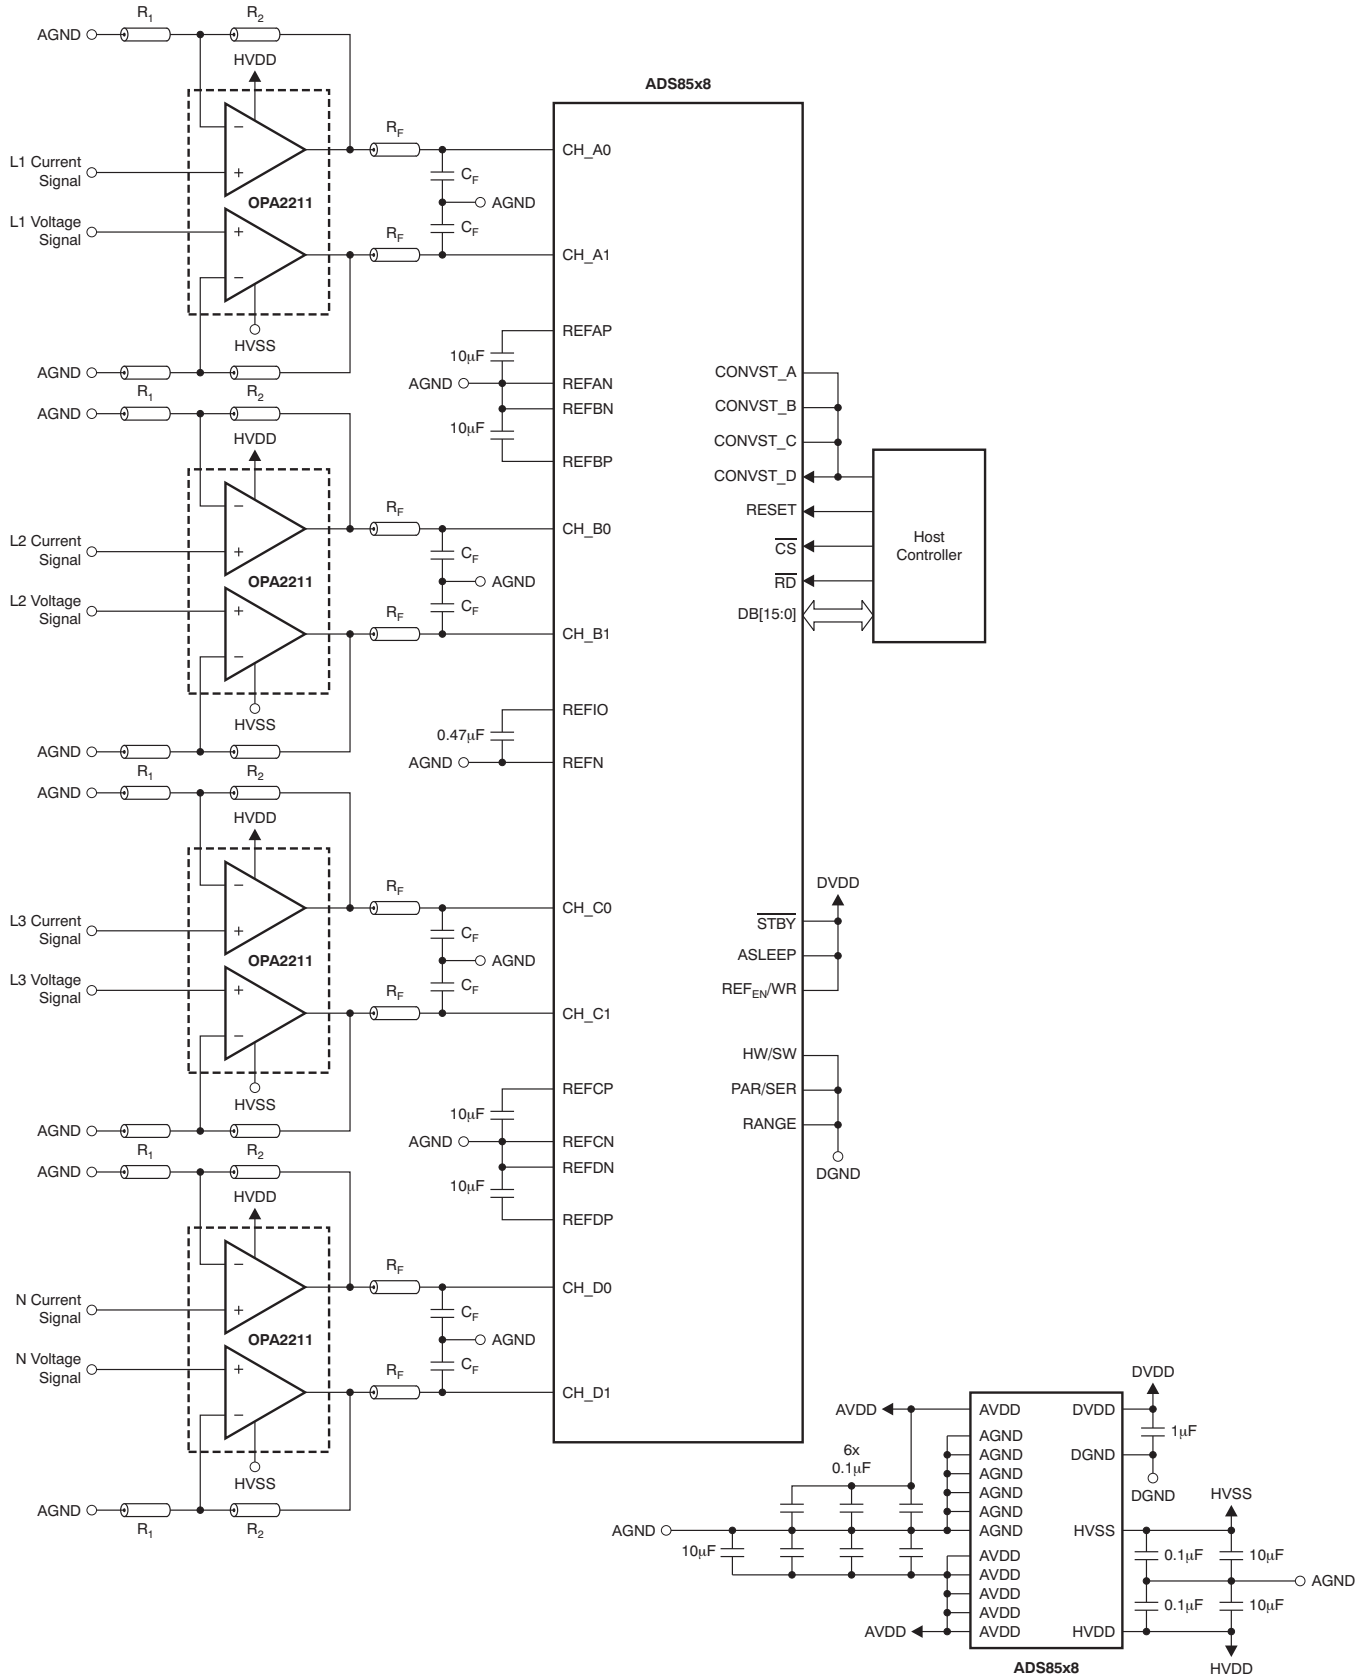 R1 R2
AGND
HVDD
ADS85x8
RF
CH_A0
L1 Current
Signal
CF
OPA2211
AGND
L1 Voltage
Signal
RF
CF
CH_A1
HVSS
REFAP
10µF
AGND
R1 R2
AGND REFAN
REFBN
10µF
REFBP
CONVST_A
CONVST_B
CONVST_C
CONVST_D
RESET
CS
RD
DB[15:0]
Host
Controller
AGND
HVDD
RF
CH_B0
L2 Current
Signal
CF
OPA2211
AGND
L2 Voltage
Signal
RF
CF
CH_B1
HVSS
REFIO
0.47µF
AGND REFN
AGND
R1 R2
AGND
HVDD
RF
CH_C0
L3 Current
Signal
CF
OPA2211
AGND
L3 Voltage
Signal
RF
CF
CH_C1
HVSS
DVDD
STBY
ASLEEP
REFEN/WR
HW/SW
PAR/SER
RANGE
DGND
REFCP
10µF
AGND
R1 R2
AGND REFCN
REFDN
10µF
REFDP
AGND
HVDD
RF
CH_D0
N Current
Signal
CF
OPA2211
AGND
N Voltage
Signal
RF
CF
CH_D1
HVSS
AGND
R1 R2
DVDD
AVDD AVDD DVDD
1µF
AGND
6x
0.1µF
AGND DGND
AGND
AGND DGND
AGND HVSS
AGND AGND HVSS
10µF
AVDD 0.1µF 10µF
AVDD AGND
AVDD
AVDD 0.1µF 10µF
AVDD AVDD HVDD
ADS85x8 HVDD